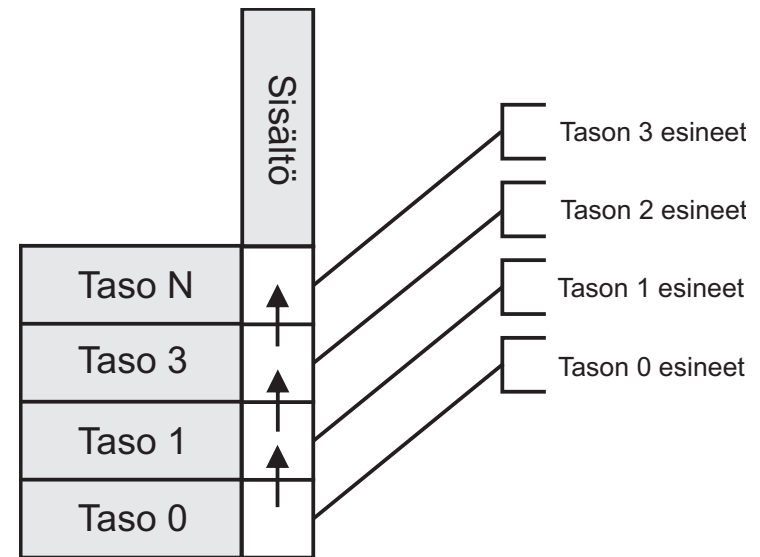 Sisältö
Taso N
Taso 3
Taso 1
Taso 0
Tason 3 esineet
Tason 2 esineet
Tason 1 esineet
Tason 0 esineet